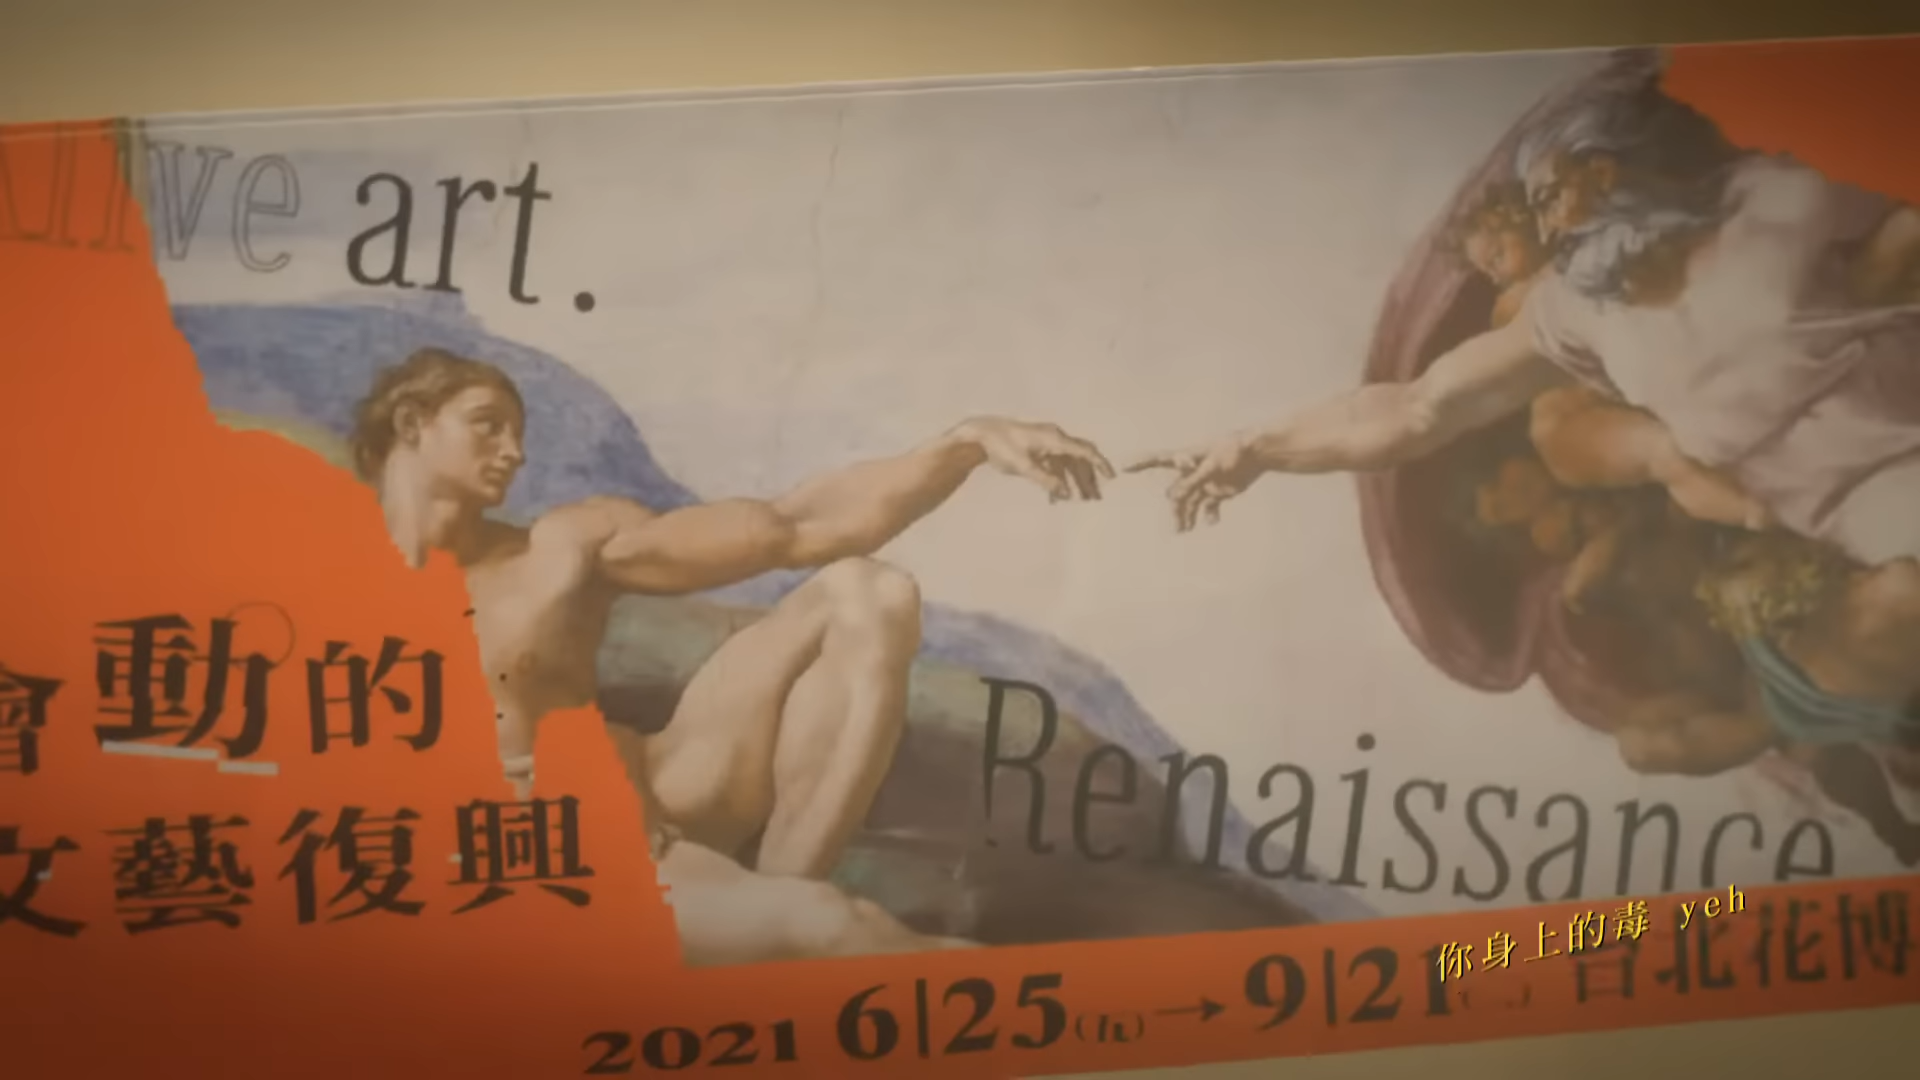 Alive art.
會動的
文藝復興
Renaissance
2021 6|25(五)→9|21
台北花博
你身上的毒 yeh